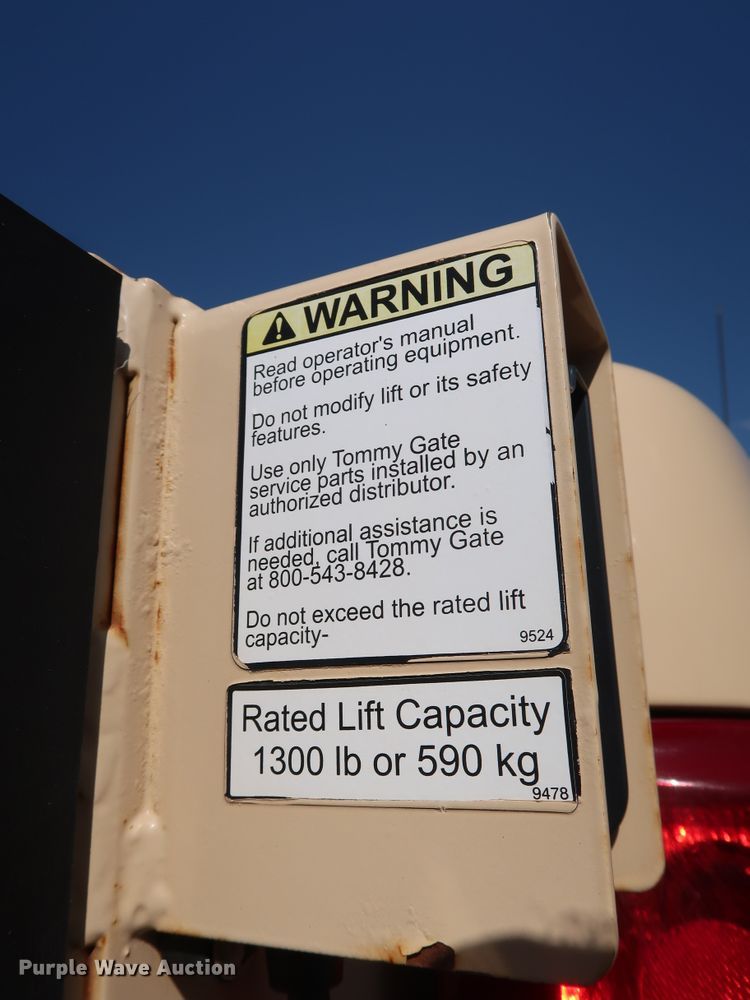 WARNING
Read operator's manual
before operating equipment.
Do not modify lift or its safety
features.
Use only Tommy Gate
service parts installed by an
authorized distributor.
If additional assistance is
needed, call Tommy Gate
at 800-543-8428.
Do not exceed the rated lift
capacity-
9524
Rated Lift Capacity
1300 lb or 590 kg
9478
Purple Wave Auction